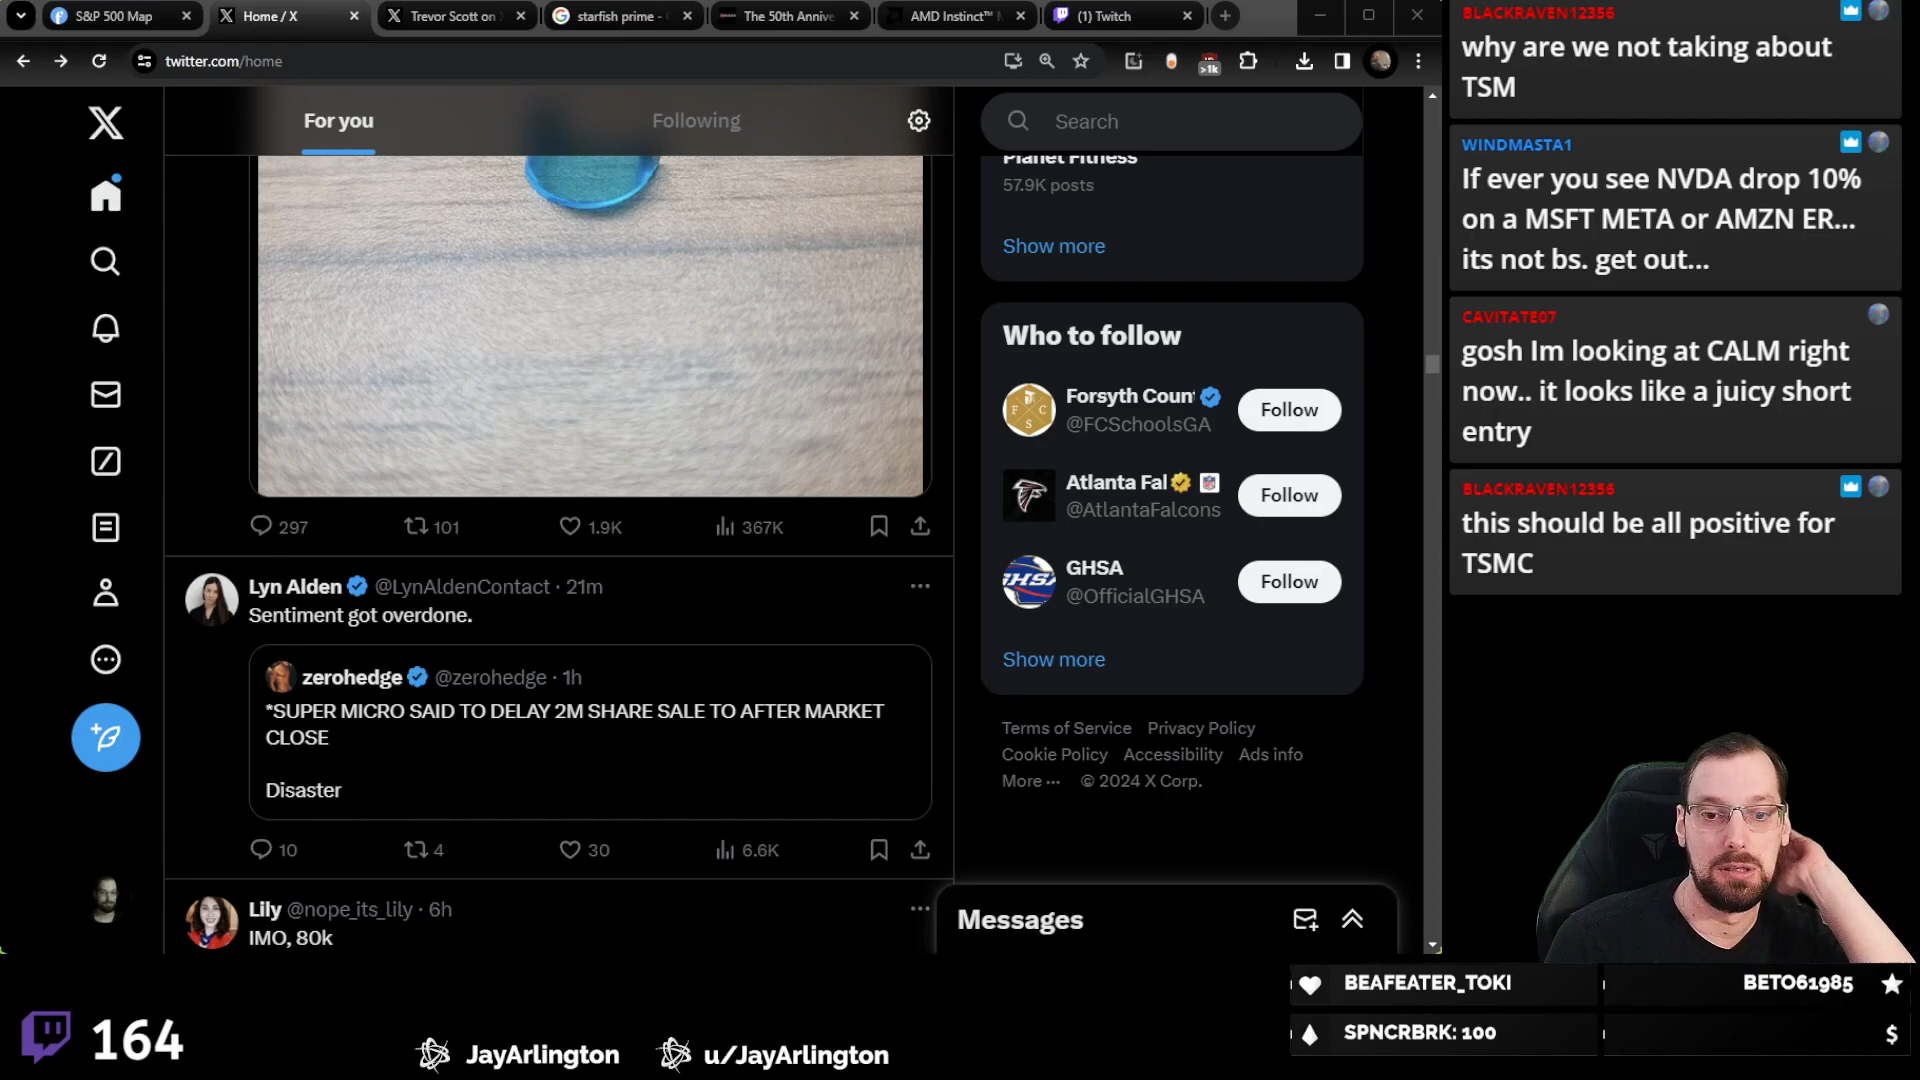 S&P 500 Map
Home / X
Trevor Scott on
starfish prime -
The 50th Annive
AMD Instinct™
(1) Twitch
twitter.com/home
>1k
For you
Following
Search
Planet Fitness
57.9K posts
Show more
297
101
1.9K
367K
Lyn Alden @LynAldenContact · 21m
Sentiment got overdone.
zerohedge @zerohedge · 1h
*SUPER MICRO SAID TO DELAY 2M SHARE SALE TO AFTER MARKET
CLOSE
Disaster
10
4
30
6.6K
Lily @nope_its_lily · 6h
IMO, 80k
Who to follow
Forsyth Coun
@FCSchoolsGA
Follow
Atlanta Fal
@AtlantaFalcons
Follow
GHSA
@OfficialGHSA
Follow
Show more
Terms of Service Privacy Policy
Cookie Policy Accessibility Ads info
More ··· © 2024 X Corp.
Messages
BLACKRAVEN12356
why are we not taking about
TSM
WINDMASTA1
If ever you see NVDA drop 10%
on a MSFT META or AMZN ER...
its not bs. get out...
CAVITATE07
gosh Im looking at CALM right
now.. it looks like a juicy short
entry
BLACKRAVEN12356
this should be all positive for
TSMC
BEAFEATER_TOKI
BETO61985
SPNCRBRK: 100
$
164
JayArlington
u/JayArlington